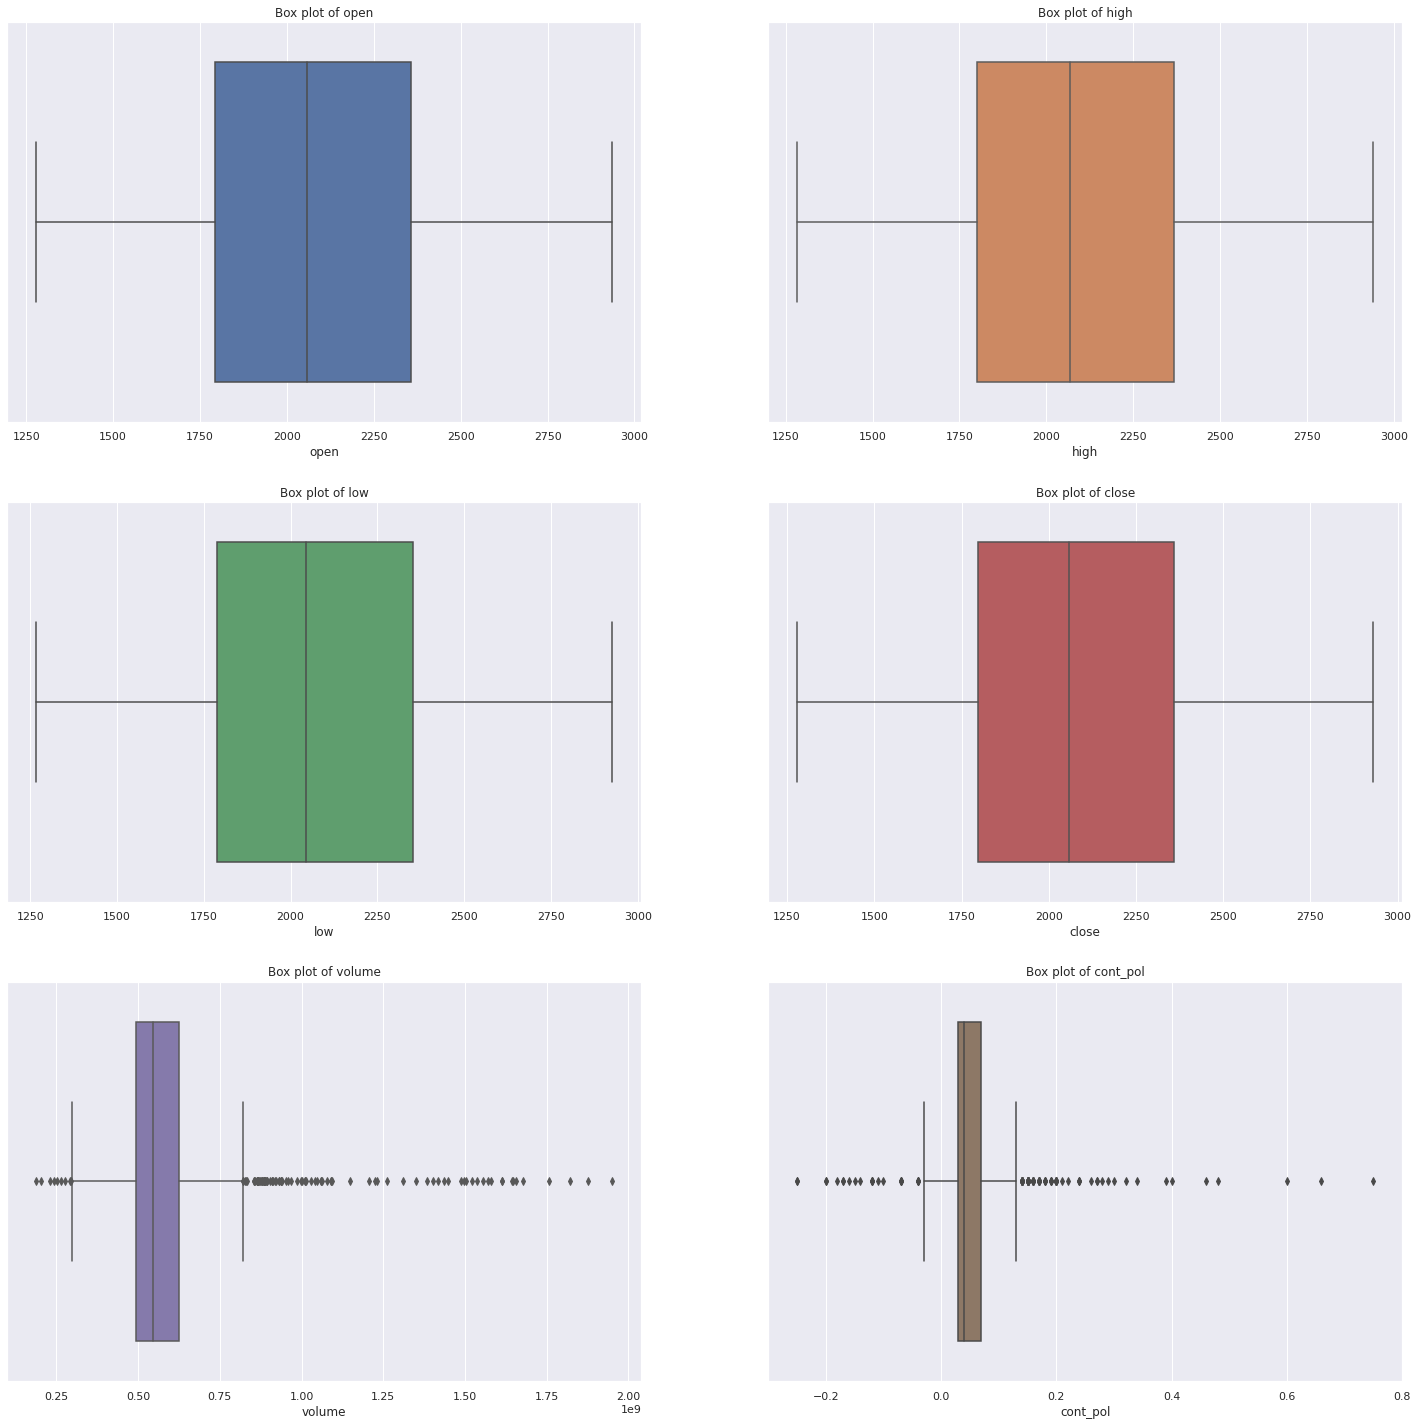 Box plot of open
1250 1500 1750 2000 2250 2500 2750 3000
open
Box plot of high
1250 1500 1750 2000 2250 2500 2750 3000
high
Box plot of low
1250 1500 1750 2000 2250 2500 2750 3000
low
Box plot of close
1250 1500 1750 2000 2250 2500 2750 3000
close
Box plot of volume
0.25 0.50 0.75 1.00 1.25 1.50 1.75 2.00
1e9
volume
Box plot of cont_pol
−0.2 0.0 0.2 0.4 0.6 0.8
cont_pol